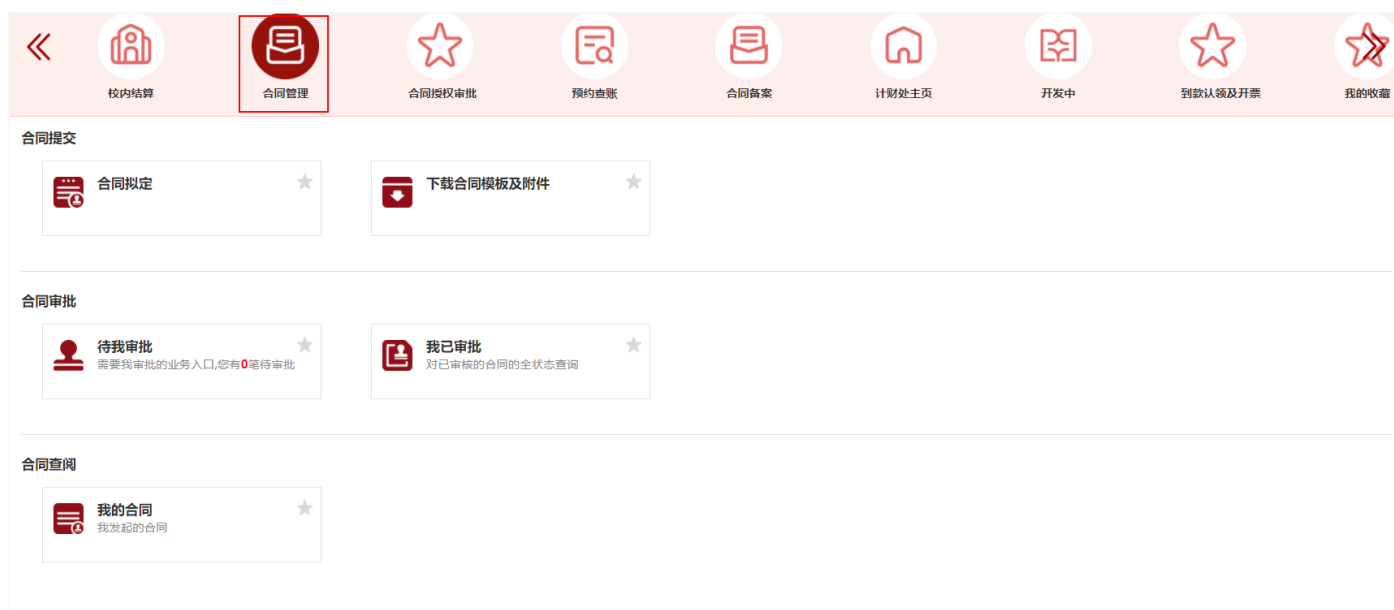 校内结算
合同管理
合同授权审批
预约查账
合同备案
计财处主页
开发中
到款认领及开票
我的收藏
合同提交
合同拟定
下载合同模板及附件
合同审批
待我审批
需要我审批的业务入口,您有0笔待审批
我已审批
对已审核的合同的全状态查询
合同查阅
我的合同
我发起的合同